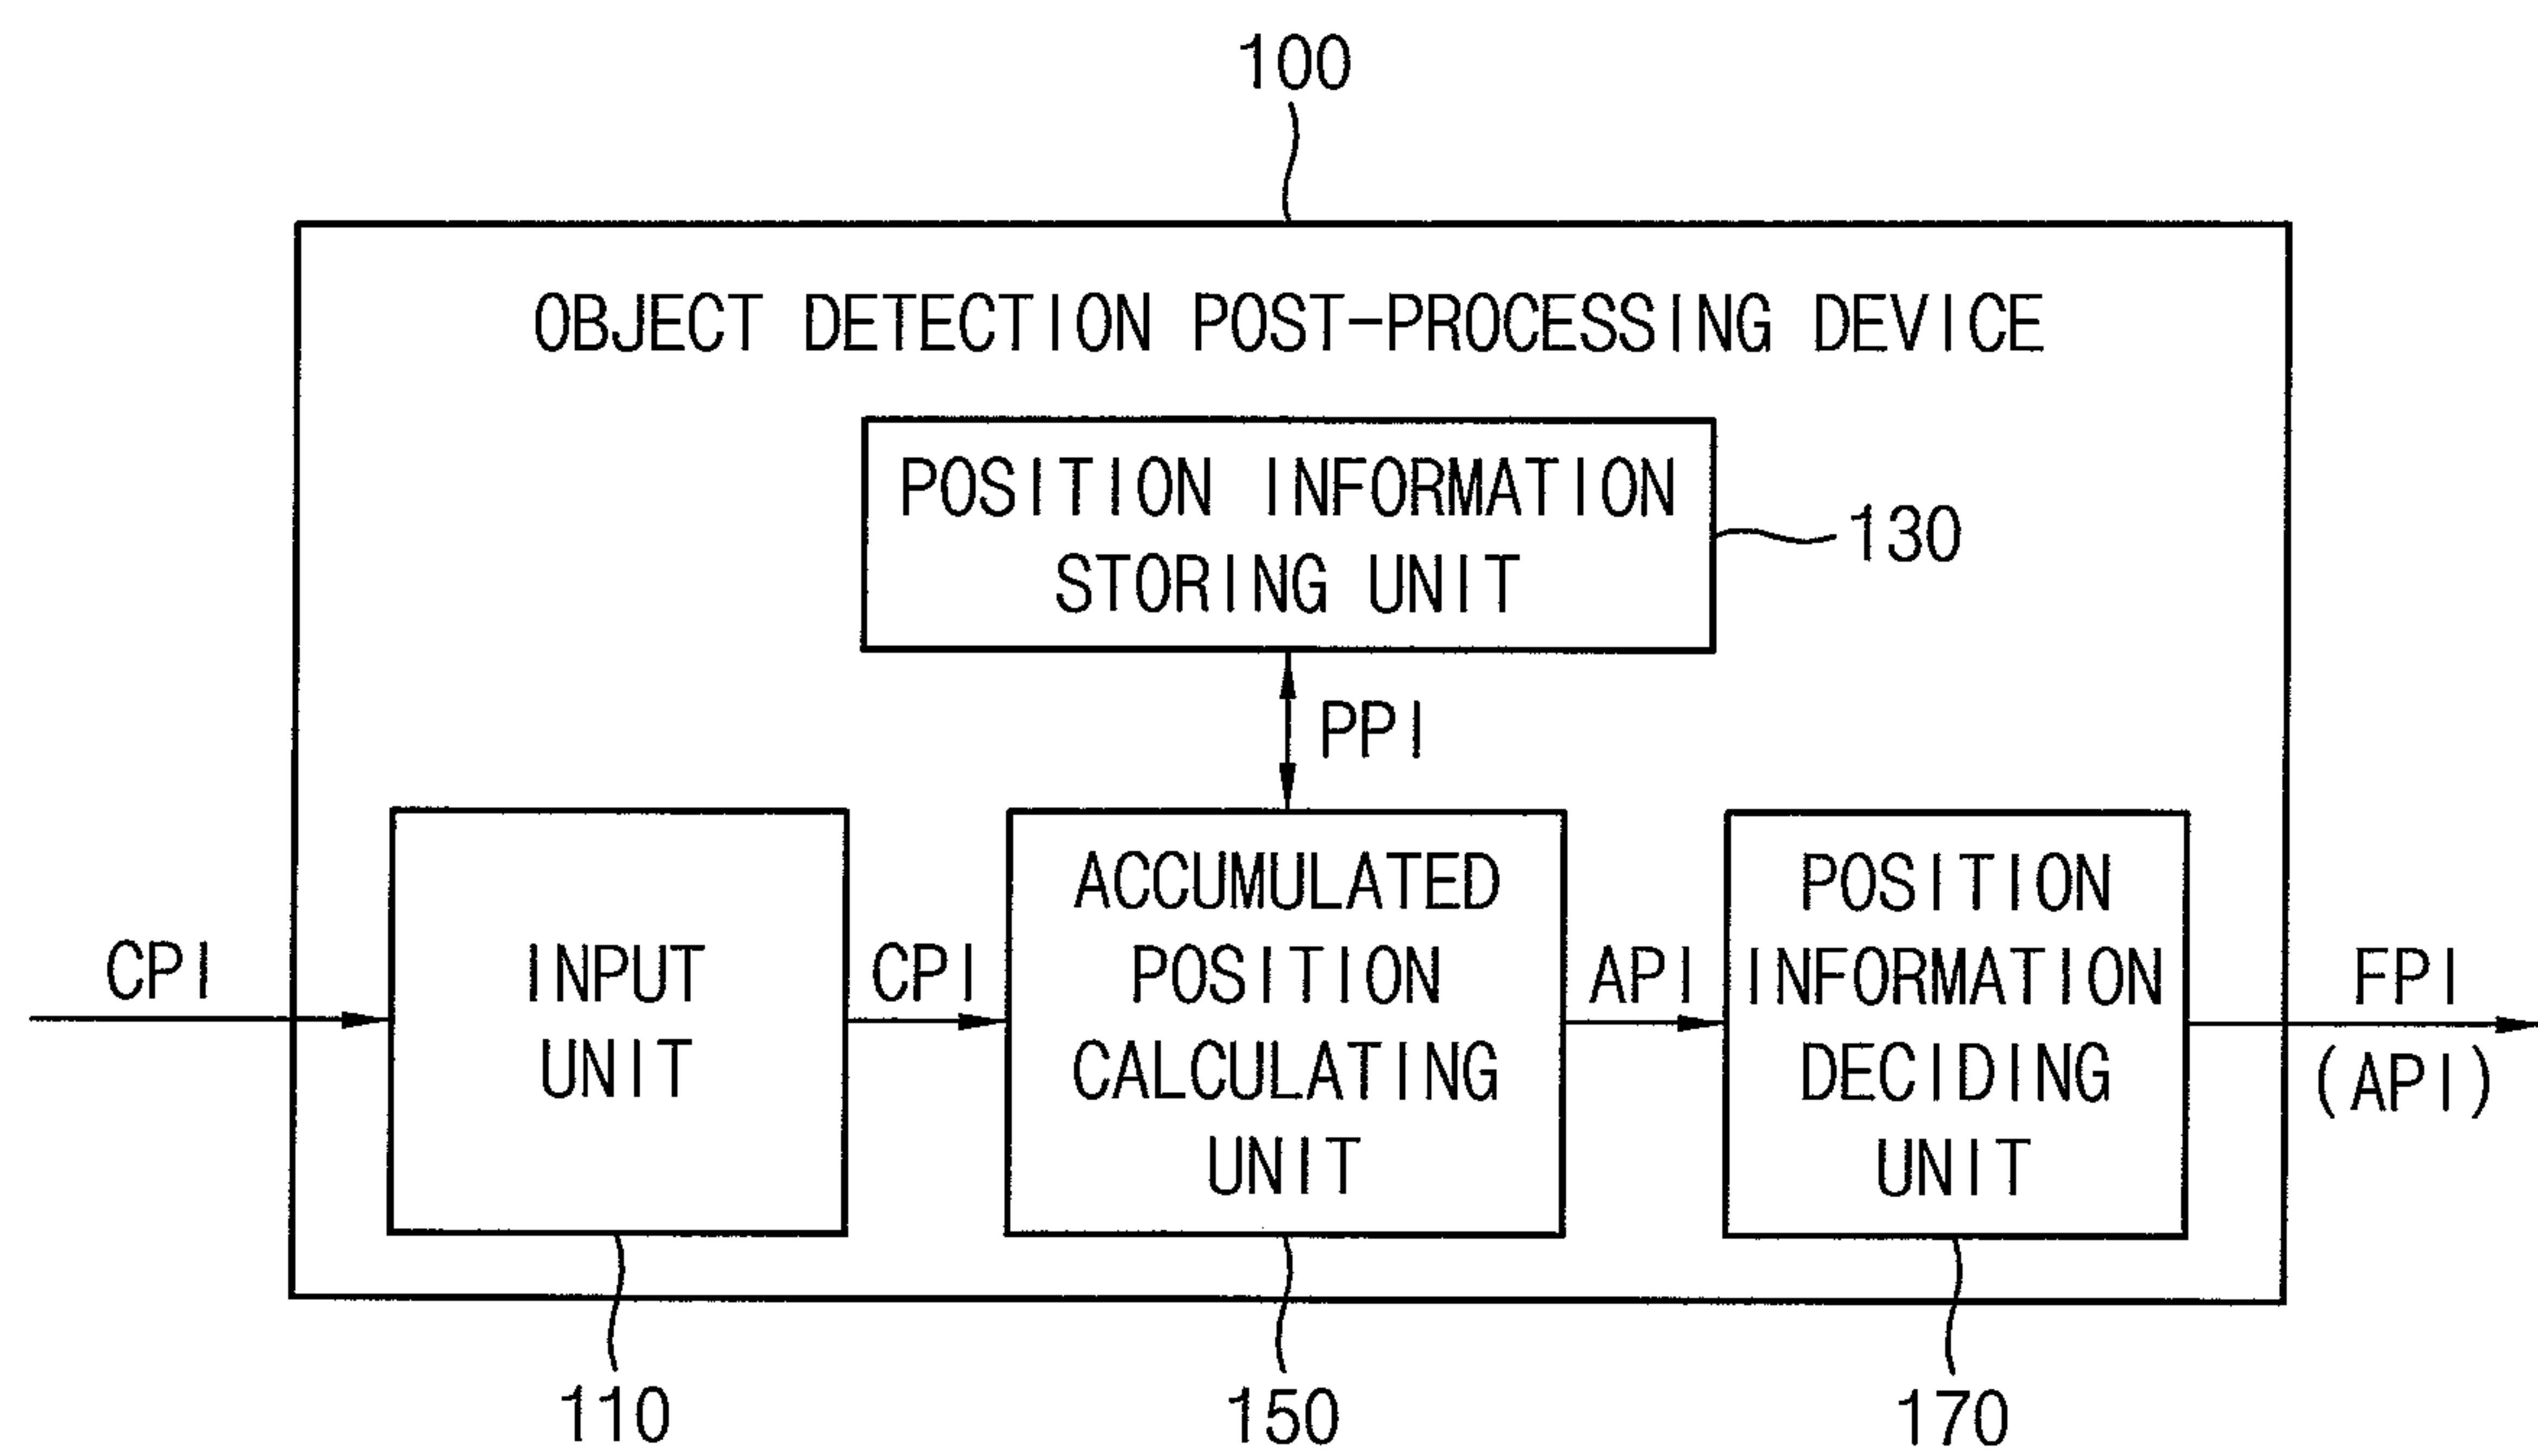 100
OBJECT DETECTION POST-PROCESSING DEVICE
POSITION INFORMATION
STORING UNIT
130
PPI
CPI
INPUT
UNIT
CPI
ACCUMULATED
POSITION
CALCULATING
UNIT
API
POSITION
INFORMATION
DECIDING
UNIT
FPI
(API)
110
150
170